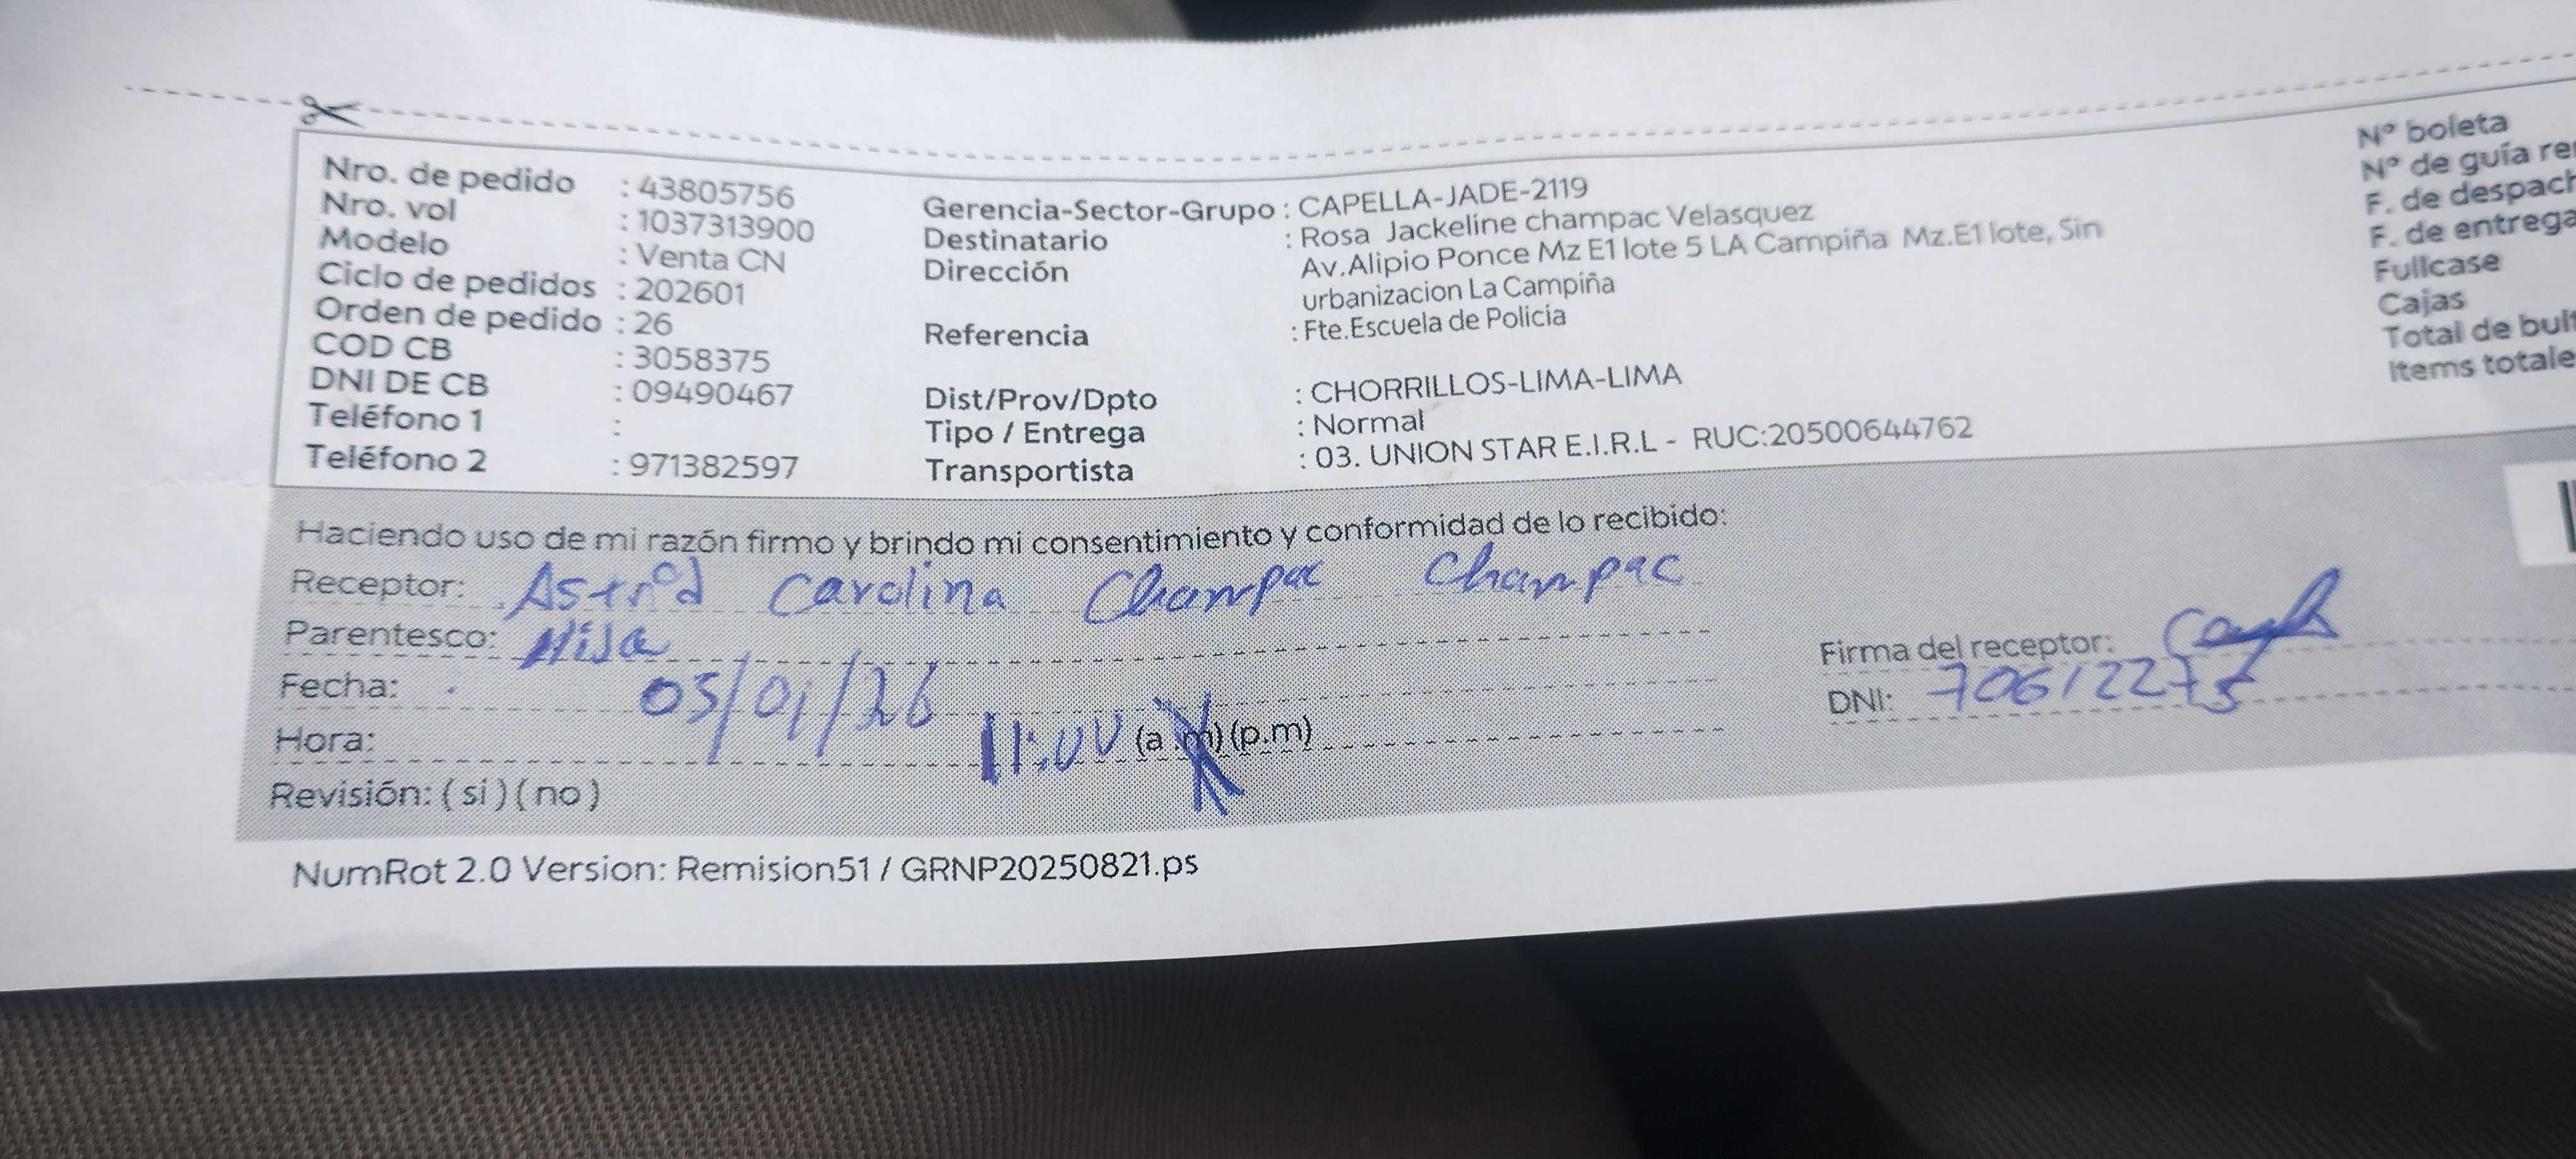 Nro. de pedido : 43805756
Nro. vol : 1037313900
Modelo : Venta CN
Ciclo de pedidos : 202601
Orden de pedido : 26
COD CB : 3058375
DNI DE CB : 09490467
Teléfono 1 :
Teléfono 2 : 971382597
Gerencia-Sector-Grupo : CAPELLA-JADE-2119
Destinatario : Rosa Jackeline champac Velasquez
Dirección Av.Alipio Ponce Mz E1 lote 5 LA Campiña Mz.E1 lote, Sin
urbanizacion La Campiña
Referencia : Fte.Escuela de Policia
Dist/Prov/Dpto : CHORRILLOS-LIMA-LIMA
Tipo / Entrega : Normal
Transportista : 03. UNION STAR E.I.R.L - RUC:20500644762
Nº boleta
Nº de guía re
F. de despach
F. de entrega
Fullcase
Cajas
Total de bul
Items totale
Haciendo uso de mi razón firmo y brindo mi consentimiento y conformidad de lo recibido:
Receptor: Astrid Carolina Champac Champac
Parentesco: Hija
Fecha: 05/01/26
Hora: 11:00 (a.m) (p.m)
Revisión: ( si ) ( no )
Firma del receptor:
DNI: 70612275
NumRot 2.0 Version: Remision51 / GRNP20250821.ps